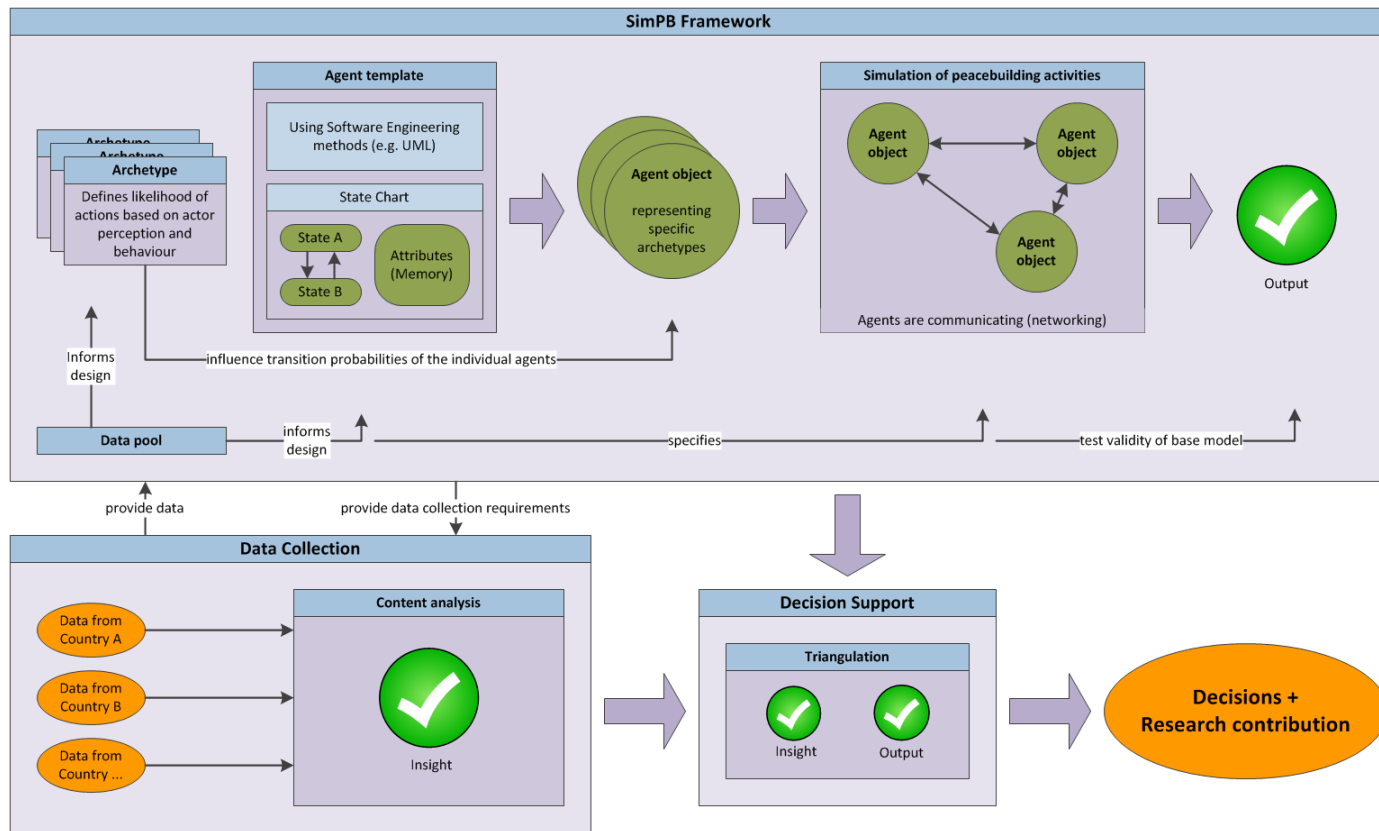 SimPB Framework
Archetype
Archetype
Archetype
Defines likelihood of
actions based on actor
perception and
behaviour
Agent template
Using Software Engineering
methods (e.g. UML)
State Chart
State A
State B
Attributes
(Memory)
Agent object
representing
specific
archetypes
Simulation of peacebuilding activities
Agent
object
Agent
object
Agent
object
Agents are communicating (networking)
Output
Informs
design
influence transition probabilities of the individual agents
Data pool
informs
design
specifies
test validity of base model
provide data
provide data collection requirements
Data Collection
Data from
Country A
Data from
Country B
Data from
Country ...
Content analysis
Insight
Decision Support
Triangulation
Insight
Output
Decisions +
Research contribution